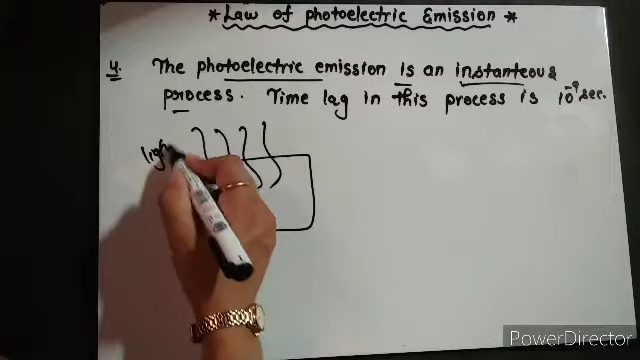 * Law of photoelectric Emission *
4. The photoelectric emission is an instanteous
process. Time lag in this process is 10⁻⁹ sec.
ligh
PowerDirector